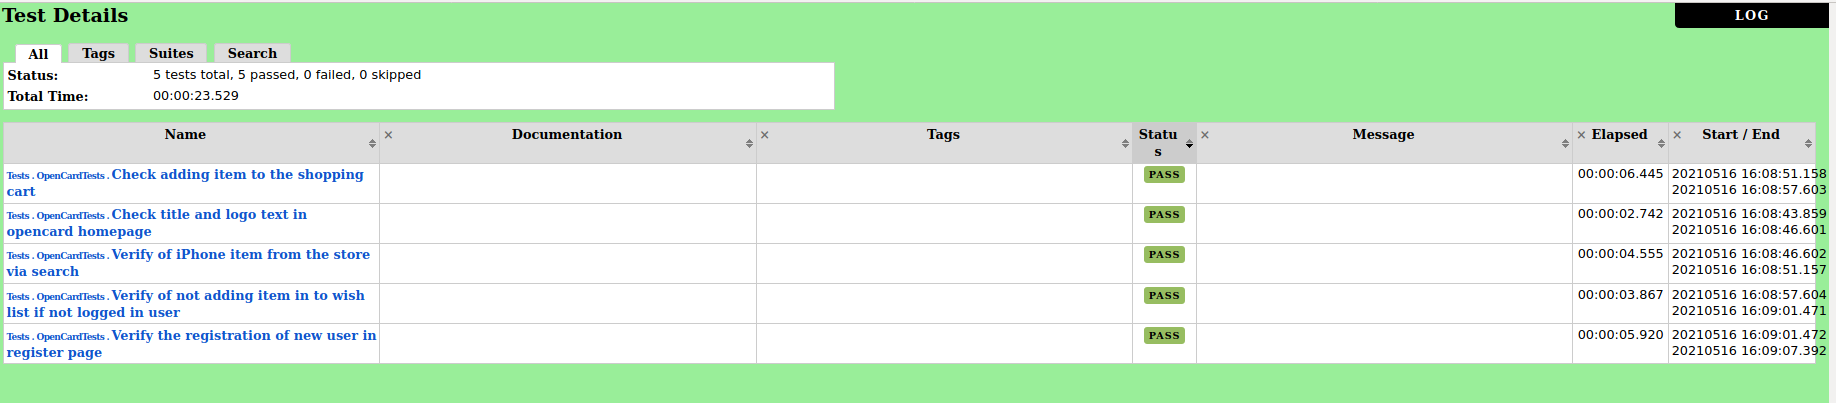 Test Details
LOG
All Tags Suites Search
Status: 5 tests total, 5 passed, 0 failed, 0 skipped
Total Time: 00:00:23.529
Name × Documentation × Tags Statu × Message × Elapsed × Start / End
s
Tests . OpenCardTests . Check adding item to the shopping PASS 00:00:06.445 20210516 16:08:51.158
cart 20210516 16:08:57.603
Tests . OpenCardTests . Check title and logo text in PASS 00:00:02.742 20210516 16:08:43.859
opencard homepage 20210516 16:08:46.601
Tests . OpenCardTests . Verify of iPhone item from the store PASS 00:00:04.555 20210516 16:08:46.602
via search 20210516 16:08:51.157
Tests . OpenCardTests . Verify of not adding item in to wish PASS 00:00:03.867 20210516 16:08:57.604
list if not logged in user 20210516 16:09:01.471
Tests . OpenCardTests . Verify the registration of new user in PASS 00:00:05.920 20210516 16:09:01.472
register page 20210516 16:09:07.392